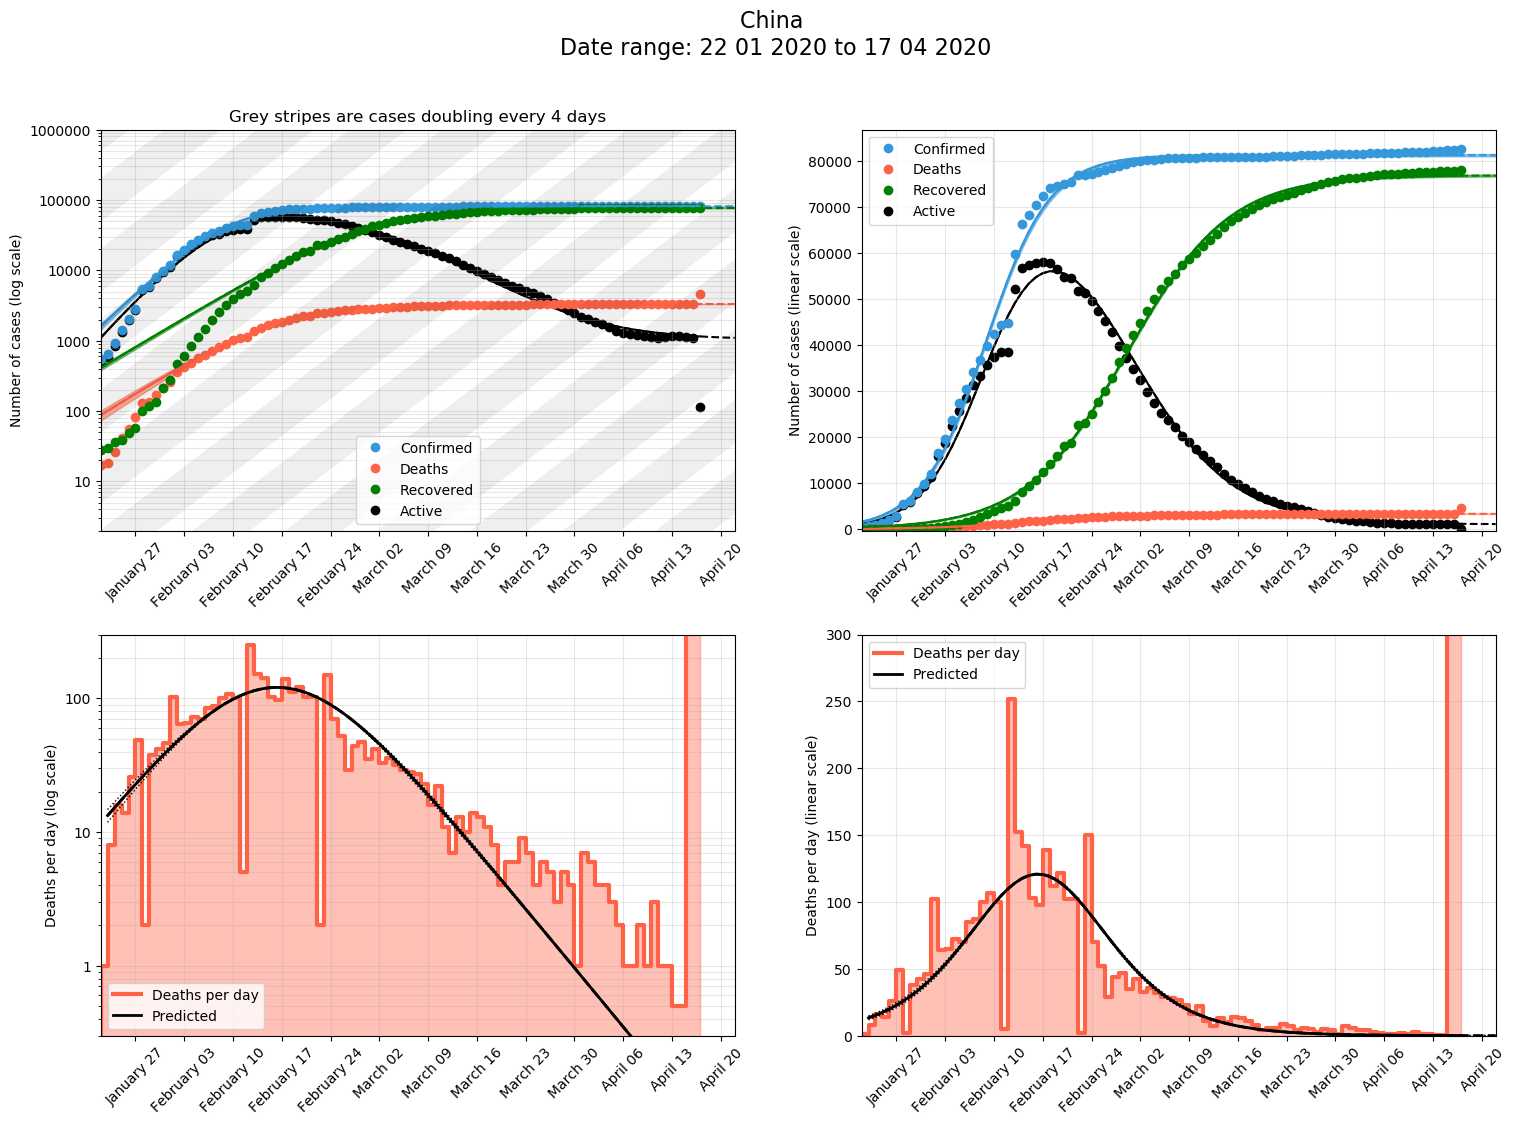 China
Date range: 22 01 2020 to 17 04 2020
Grey stripes are cases doubling every 4 days
Number of cases (log scale)
1000000
100000
10000
1000
100
10
Confirmed
Deaths
Recovered
Active
January 27
February 03
February 10
February 17
February 24
March 02
March 09
March 16
March 23
March 30
April 06
April 13
April 20
Number of cases (linear scale)
80000
70000
60000
50000
40000
30000
20000
10000
0
Confirmed
Deaths
Recovered
Active
January 27
February 03
February 10
February 17
February 24
March 02
March 09
March 16
March 23
March 30
April 06
April 13
April 20
Deaths per day (log scale)
100
10
1
Deaths per day
Predicted
January 27
February 03
February 10
February 17
February 24
March 02
March 09
March 16
March 23
March 30
April 06
April 13
April 20
Deaths per day (linear scale)
300
250
200
150
100
50
0
Deaths per day
Predicted
January 27
February 03
February 10
February 17
February 24
March 02
March 09
March 16
March 23
March 30
April 06
April 13
April 20